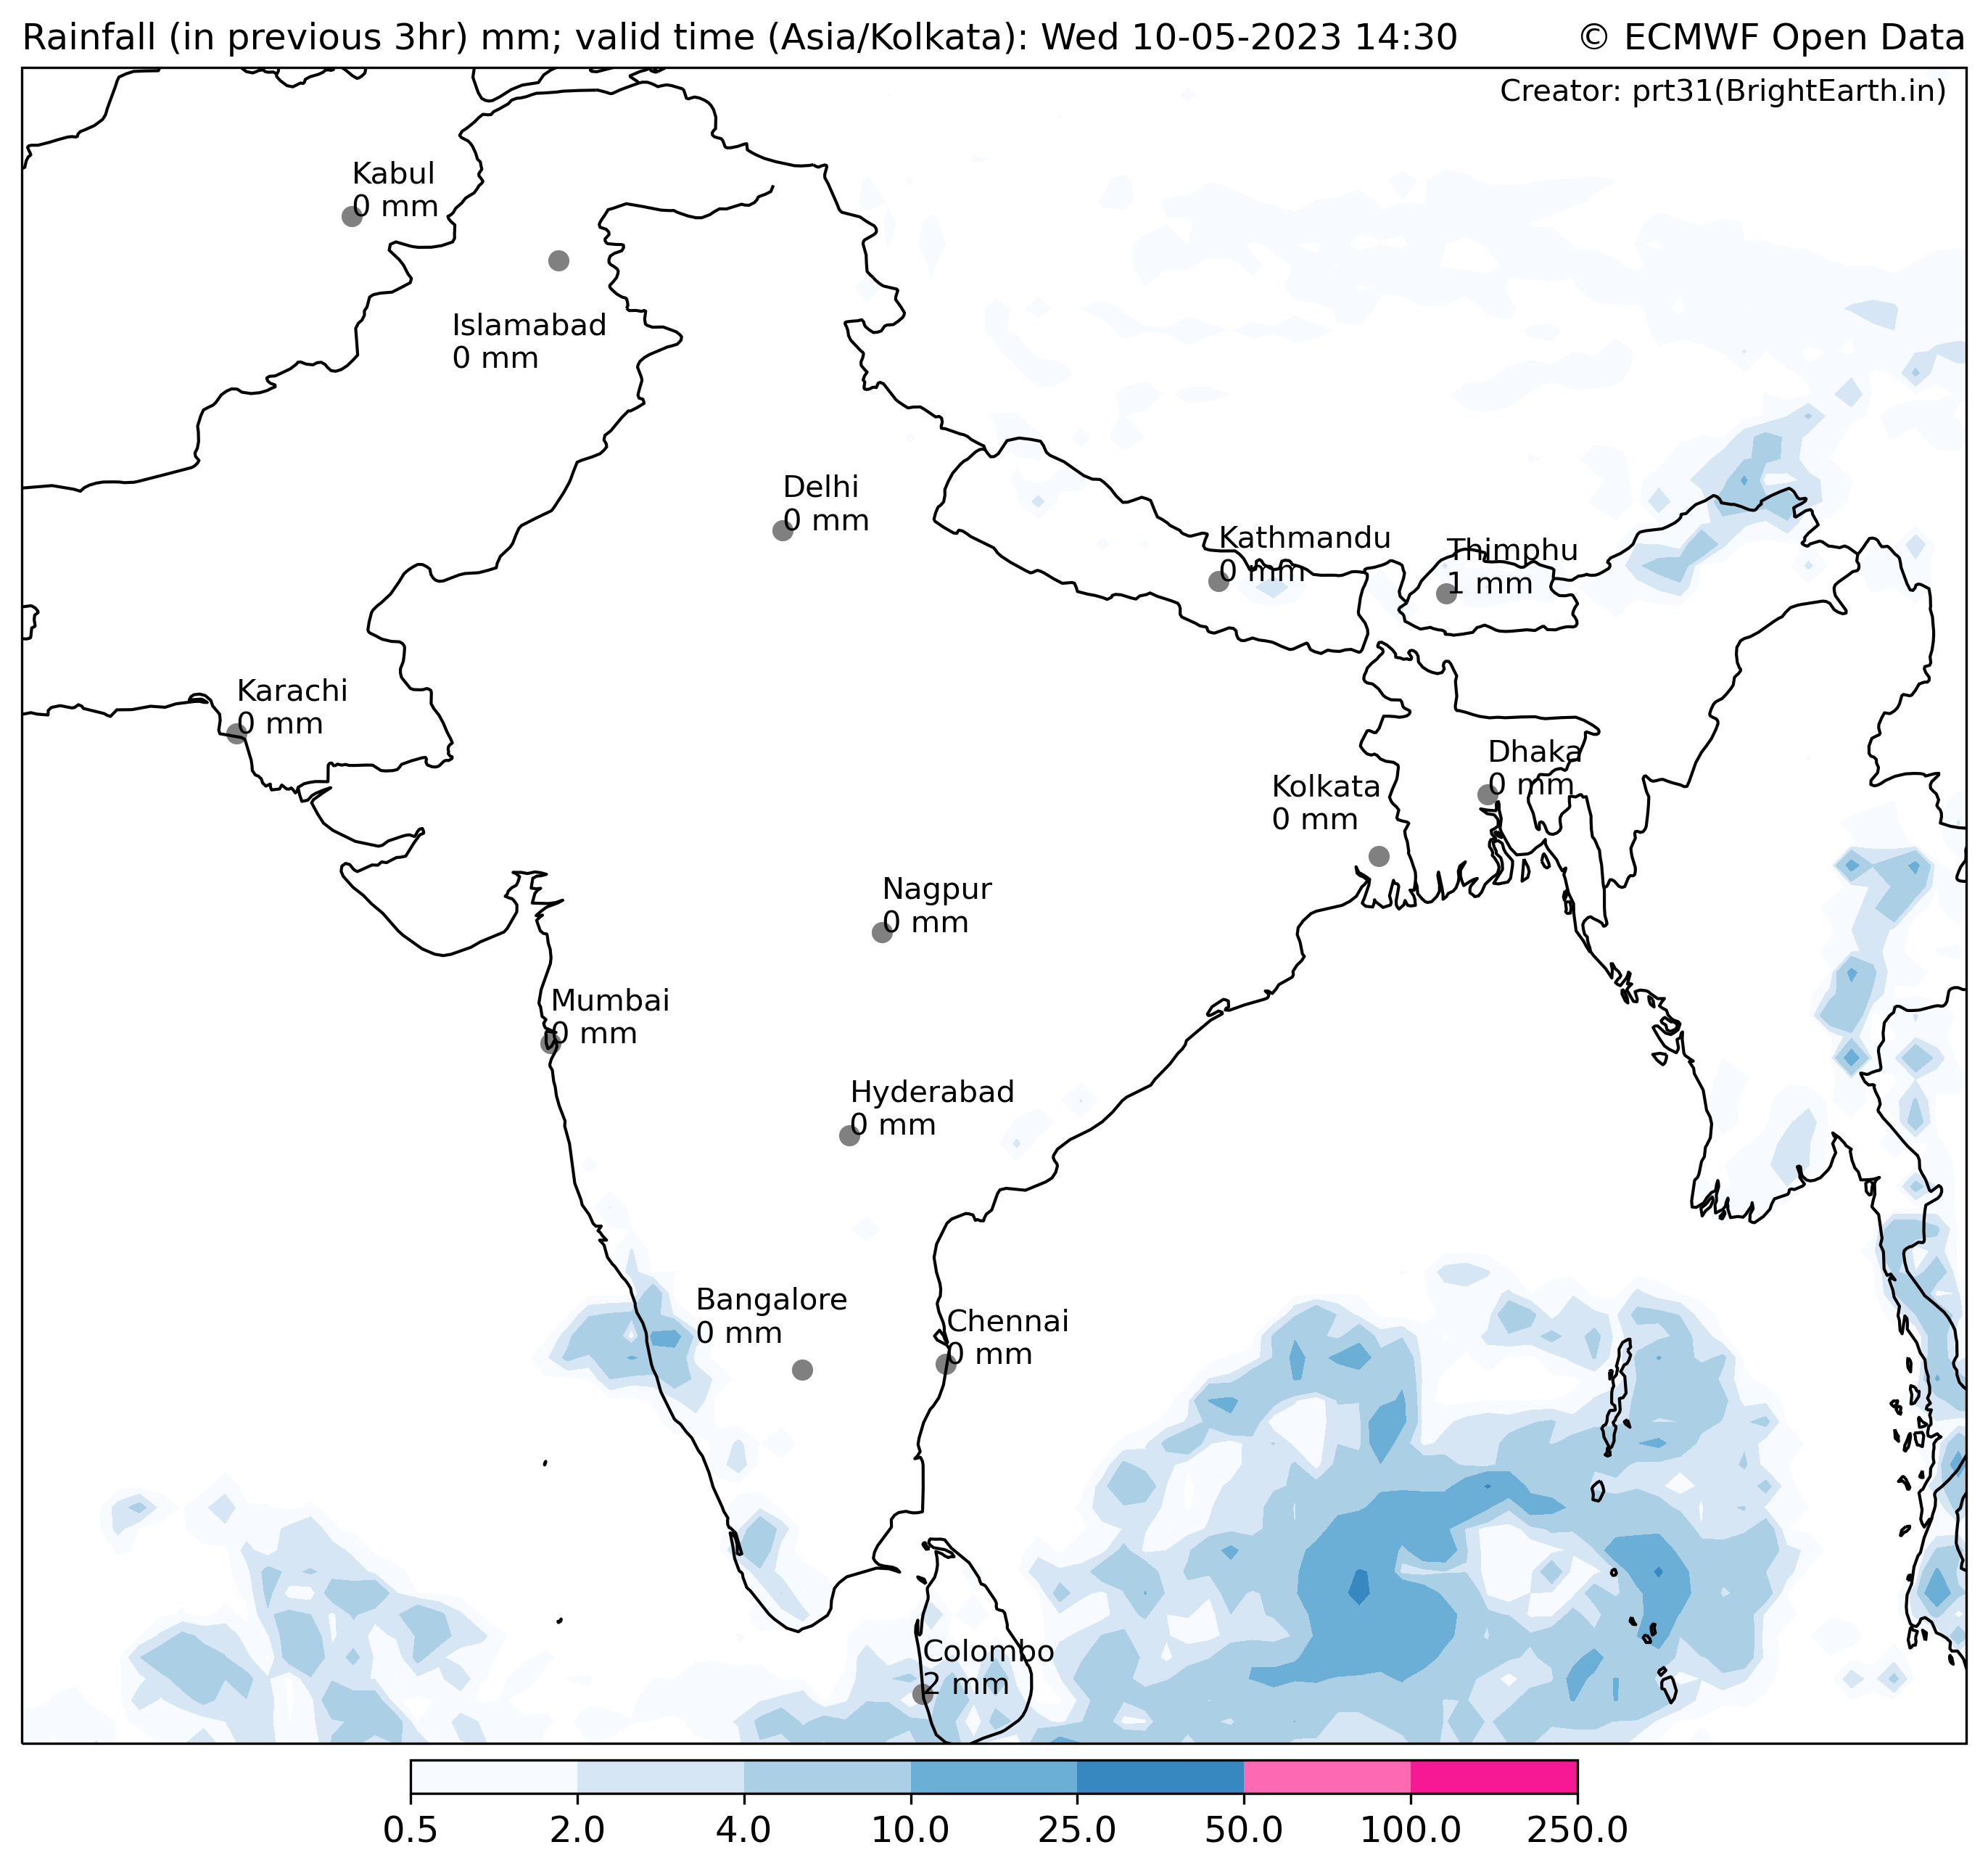 Rainfall (in previous 3hr) mm; valid time (Asia/Kolkata): Wed 10-05-2023 14:30
© ECMWF Open Data
Creator: prt31(BrightEarth.in)
Kabul
0 mm
Islamabad
0 mm
Delhi
0 mm
Kathmandu
0 mm
Thimphu
1 mm
Karachi
0 mm
Dhaka
0 mm
Kolkata
0 mm
Nagpur
0 mm
Mumbai
0 mm
Hyderabad
0 mm
Bangalore
0 mm
Chennai
0 mm
Colombo
2 mm
0.5 2.0 4.0 10.0 25.0 50.0 100.0 250.0